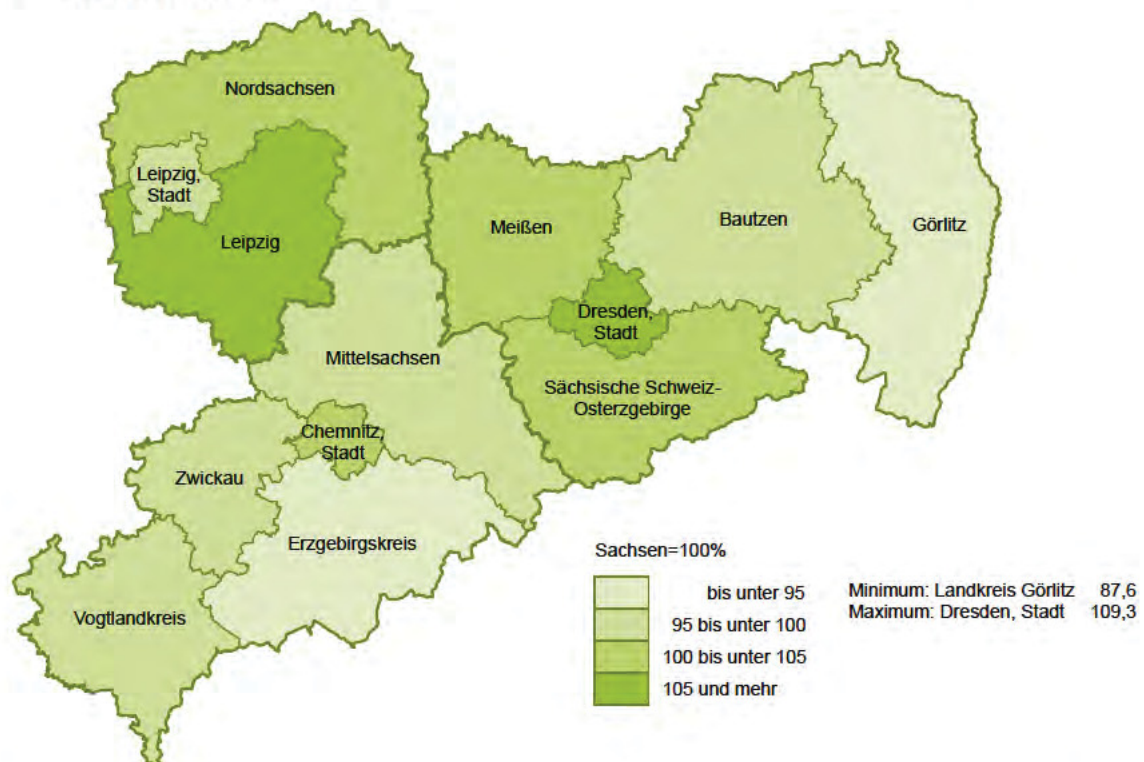 Nordsachsen
Leipzig,
Stadt
Leipzig
Meißen
Bautzen
Görlitz
Dresden,
Stadt
Mittelsachsen
Sächsische Schweiz-
Osterzgebirge
Chemnitz,
Stadt
Zwickau
Erzgebirgskreis
Vogtlandkreis
Sachsen=100%
bis unter 95
95 bis unter 100
100 bis unter 105
105 und mehr
Minimum: Landkreis Görlitz 87,6
Maximum: Dresden, Stadt 109,3